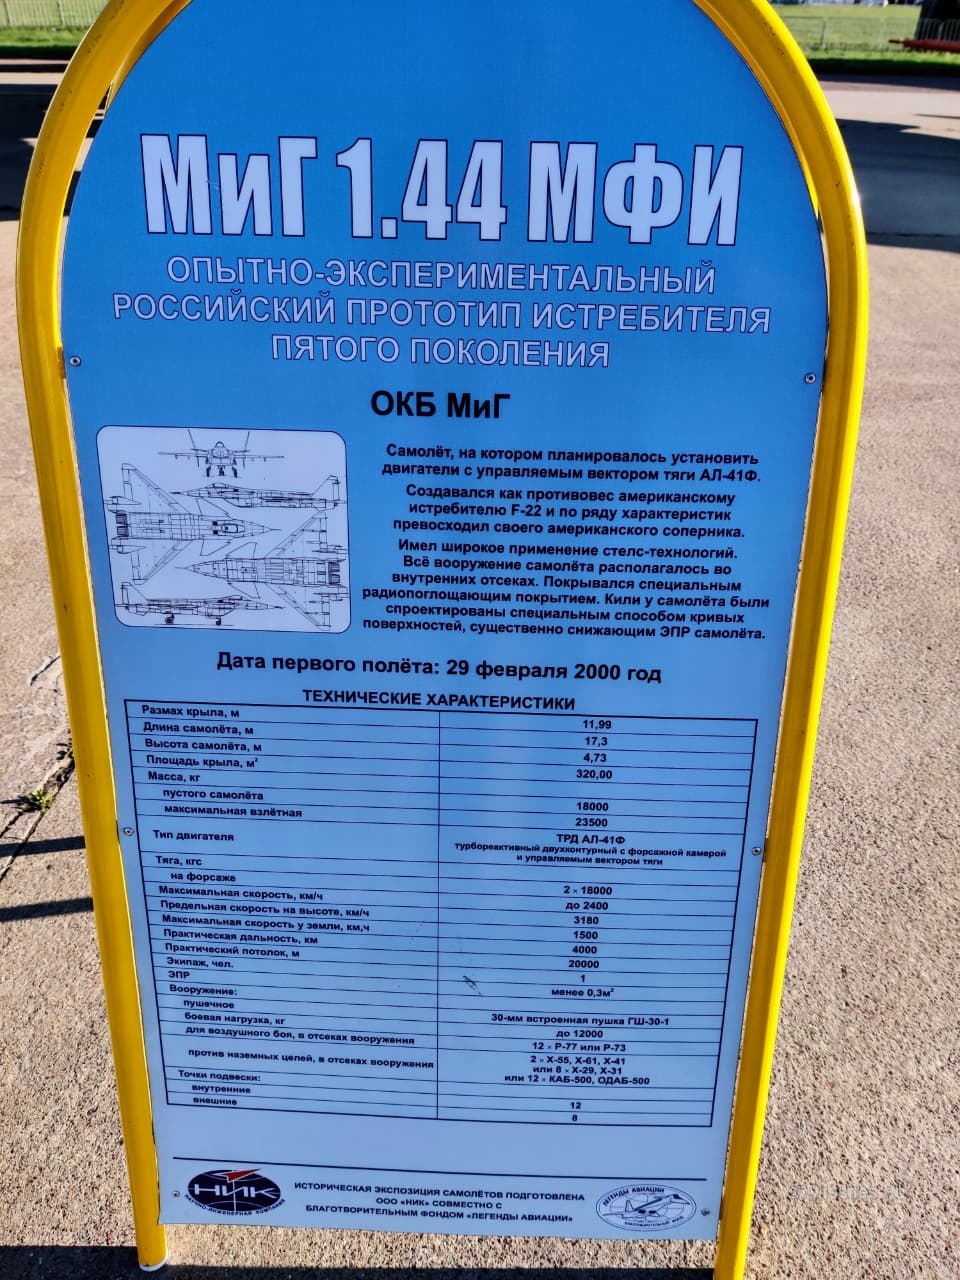 МиГ 1.44 МФИ
ОПЫТНО-ЭКСПЕРИМЕНТАЛЬНЫЙ
РОССИЙСКИЙ ПРОТОТИП ИСТРЕБИТЕЛЯ
ПЯТОГО ПОКОЛЕНИЯ
ОКБ МиГ
Самолёт, на котором планировалось установить
двигатели с управляемым вектором тяги АЛ-41Ф.
Создавался как противовес американскому
истребителю F-22 и по ряду характеристик
превосходил своего американского соперника.
Имел широкое применение стелс-технологий.
Всё вооружение самолёта располагалось во
внутренних отсеках. Покрывался специальным
радиопоглощающим покрытием. Кили у самолёта были
спроектированы специальным способом кривых
поверхностей, существенно снижающим ЭПР самолёта.
Дата первого полёта: 29 февраля 2000 год
ТЕХНИЧЕСКИЕ ХАРАКТЕРИСТИКИ
Размах крыла, м 11,99
Длина самолёта, м 17,3
Высота самолёта, м 4,73
Площадь крыла, м² 320,00
Масса, кг
пустого самолёта 18000
максимальная взлётная 23500
Тип двигателя ТРД АЛ-41Ф
турбореактивный двухконтурный с форсажной камерой
и управляемым вектором тяги
Тяга, кгс
на форсаже 2 × 18000
Максимальная скорость, км/ч до 2400
Предельная скорость на высоте, км/ч 3180
Максимальная скорость у земли, км,ч 1500
Практическая дальность, км 4000
Практический потолок, м 20000
Экипаж, чел. 1
ЭПР менее 0,3м²
Вооружение:
пушечное 30-мм встроенная пушка ГШ-30-1
боевая нагрузка, кг до 12000
для воздушного боя, в отсеках вооружения 12 × Р-77 или Р-73
против наземных целей, в отсеках вооружения 2 × Х-55, Х-61, Х-41
или 8 × Х-29, Х-31
или 12 × КАБ-500, ОДАБ-500
Точки подвески:
внутренние 12
внешние 8
НИК
НАУЧНО-ИНЖЕНЕРНАЯ КОМПАНИЯ
ИСТОРИЧЕСКАЯ ЭКСПОЗИЦИЯ САМОЛЁТОВ ПОДГОТОВЛЕНА
ООО «НИК» СОВМЕСТНО С
БЛАГОТВОРИТЕЛЬНЫМ ФОНДОМ «ЛЕГЕНДЫ АВИАЦИИ»
ЛЕГЕНДЫ АВИАЦИИ
БЛАГОТВОРИТЕЛЬНЫЙ ФОНД